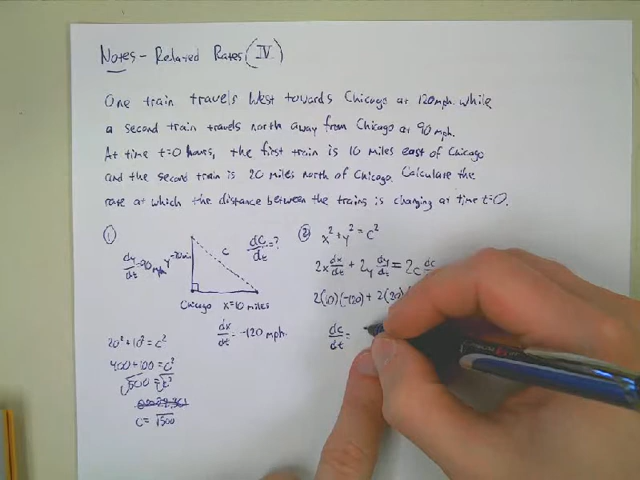 Notes - Related Rates (IV)
One train travels West towards Chicago at 120mph while
a second train travels north away from Chicago at 90 mph.
At time t=0 hours, the first train is 10 miles east of Chicago
and the second train is 20 miles north of Chicago. Calculate the
rate at which the distance between the trains is changing at time t=0.
①
dy/dt = 90 mph
c
dc/dt = ?
Chicago x=10 miles
dx/dt = -120 mph
20² + 10² = c²
400 + 100 = c²
√500 = √c²
c = √500
②
x² + y² = c²
2x dx/dt + 2y dy/dt = 2c dc
2(10)(-120) + 2(20)
dc/dt =